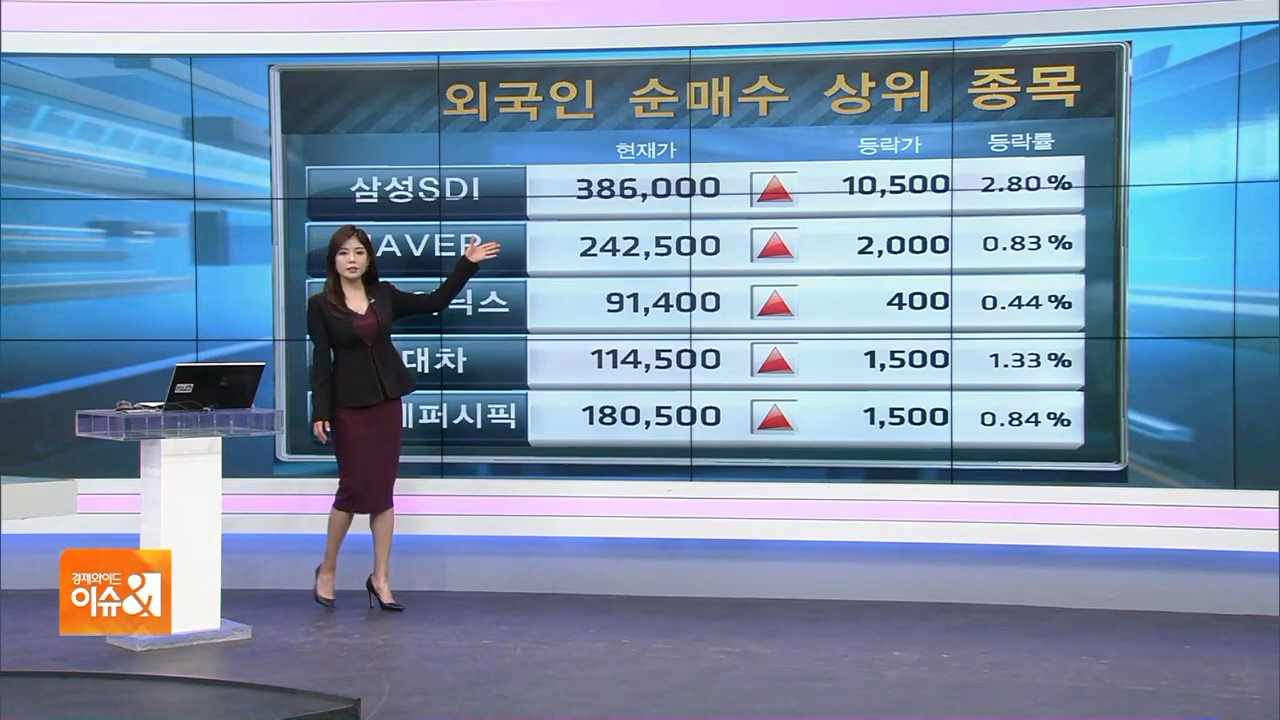 외국인 순매수 상위 종목
현재가 등락가 등락률
삼성SDI 386,000 ▲ 10,500 2.80%
242,500 ▲ 2,000 0.83%
91,400 ▲ 400 0.44%
114,500 ▲ 1,500 1.33%
180,500 ▲ 1,500 0.84%
경제와이드
이슈&